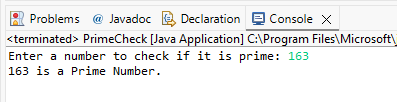 Problems @ Javadoc Declaration Console ×
<terminated> PrimeCheck [Java Application] C:\Program Files\Microsoft\
Enter a number to check if it is prime: 163
163 is a Prime Number.